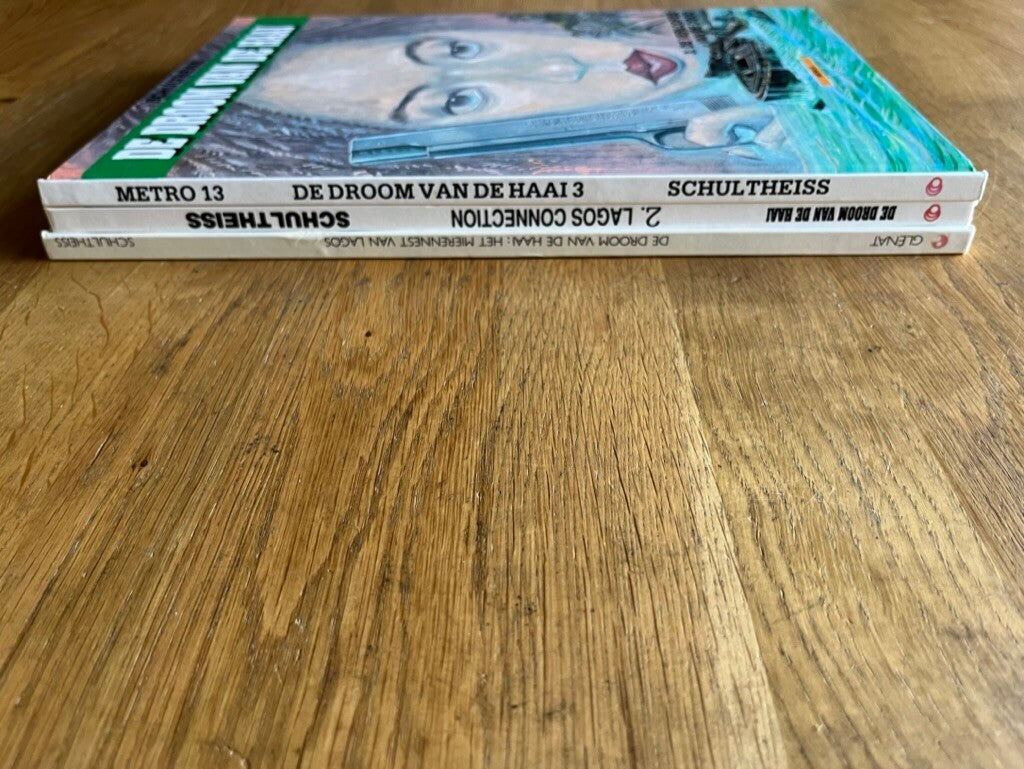 DE DROOM VAN DE HAAI
METRO 13 DE DROOM VAN DE HAAI 3 SCHULTHEISS
DE DROOM VAN DE HAAI 2. LAGOS CONNECTION SCHULTHEISS
GLÉNAT DE DROOM VAN DE HAAI: HET MIERENNEST VAN LAGOS SCHULTHEISS